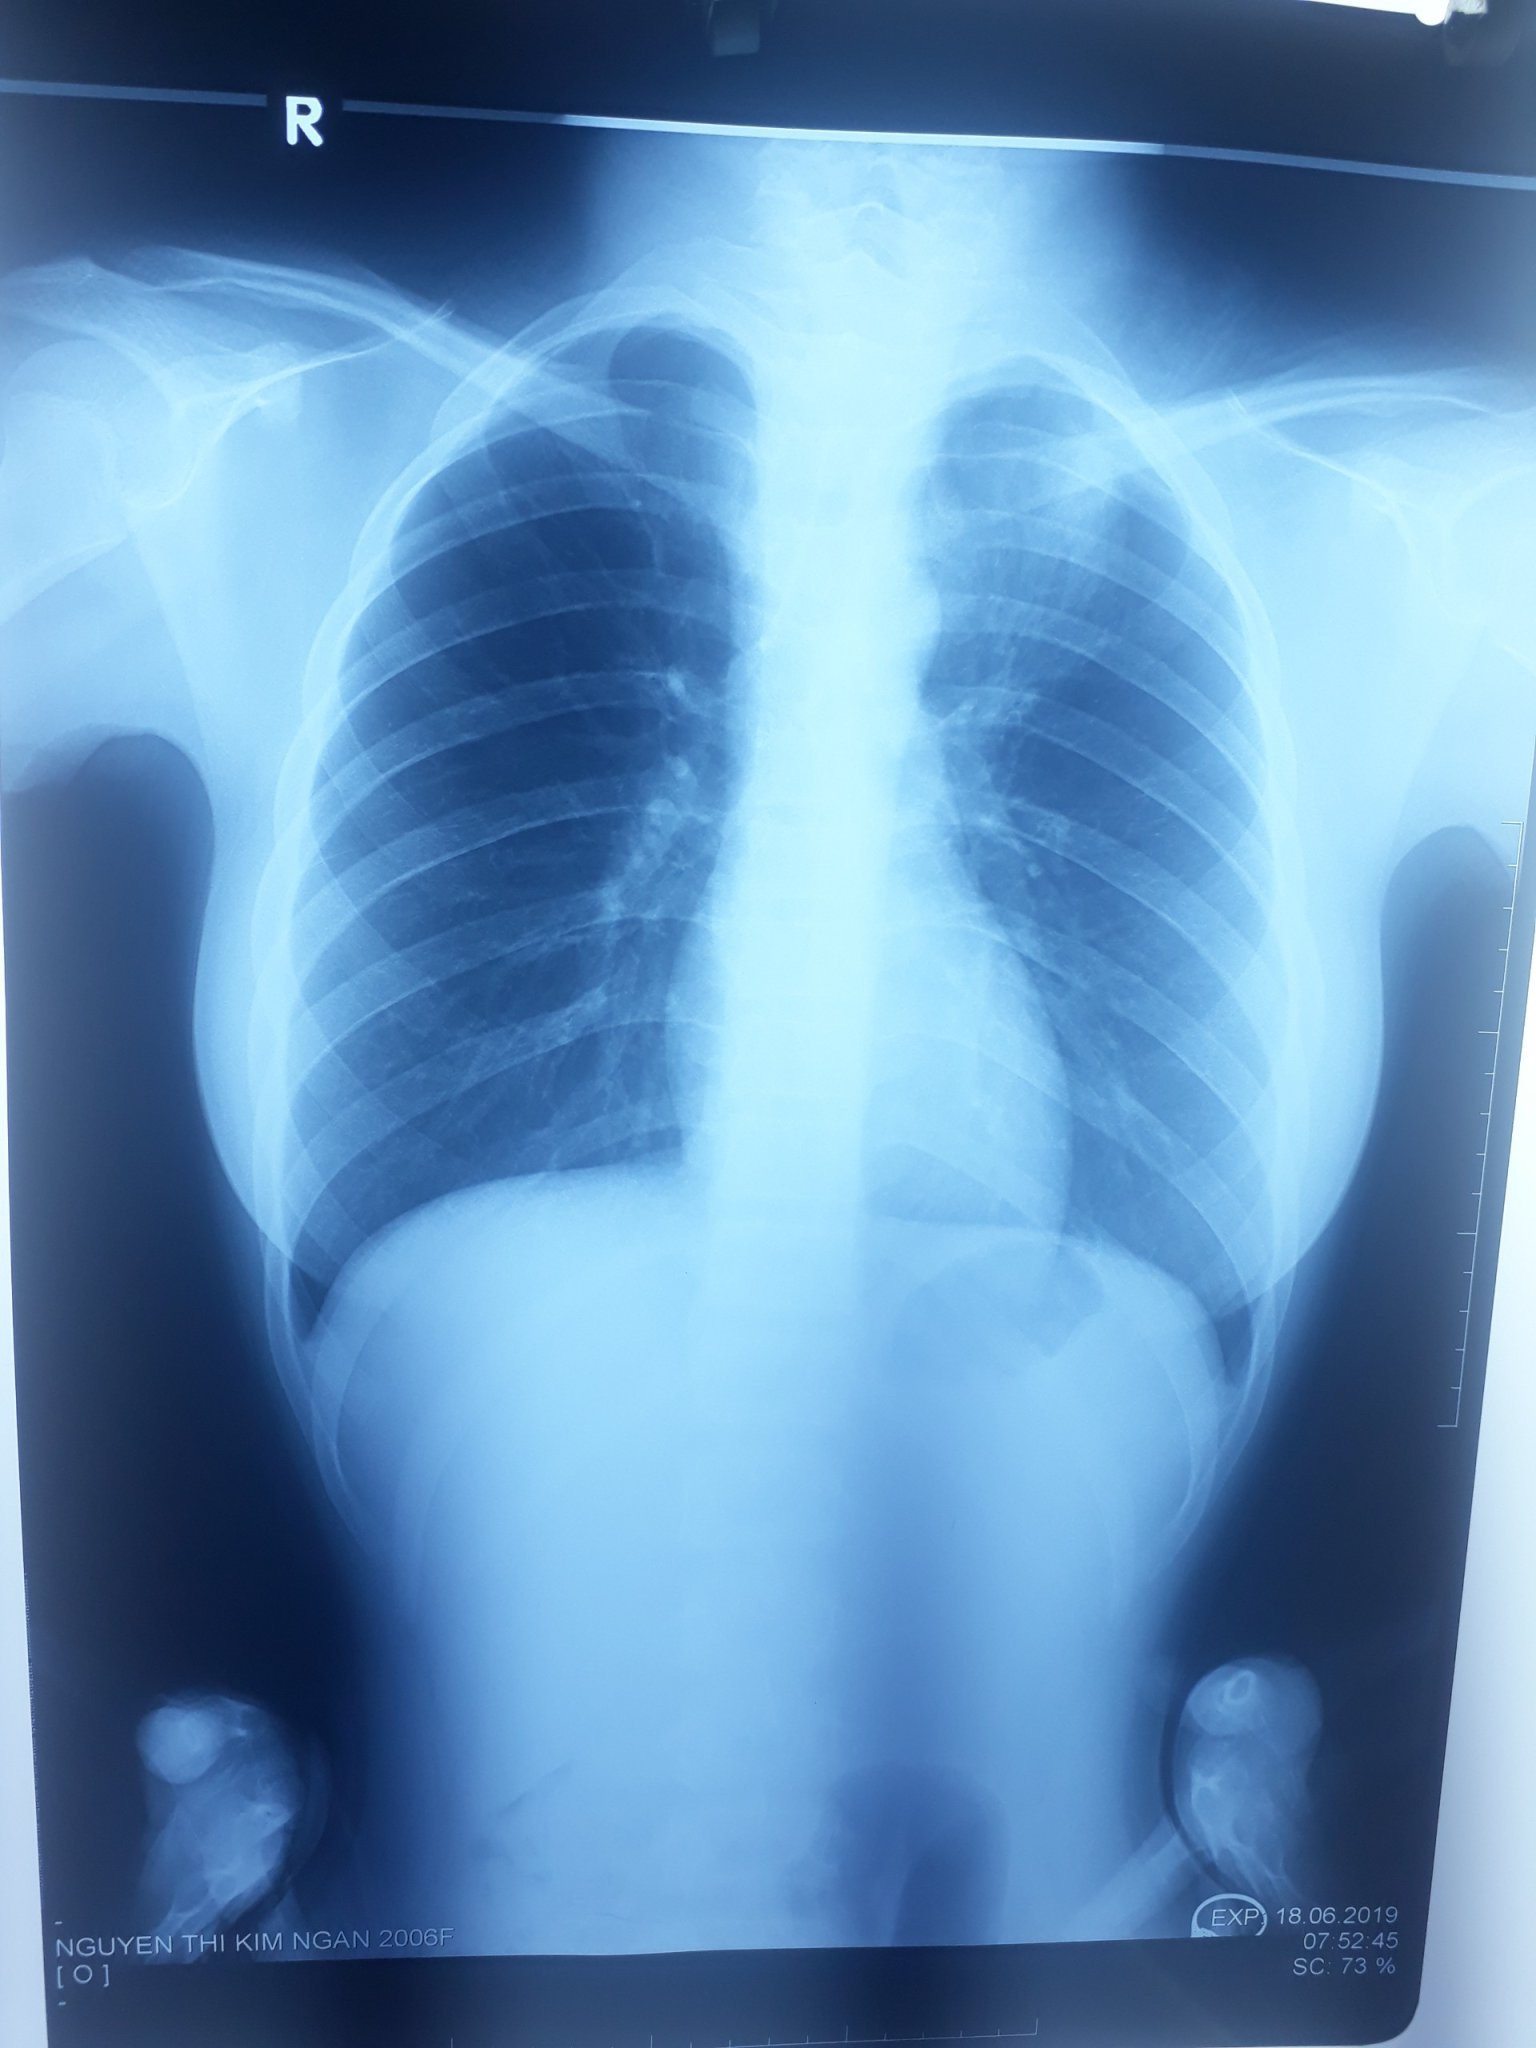 R
NGUYEN THI KIM NGAN 2006F
[ O ]
EXP. 18.06.2019
07:52:45
SC: 73 %